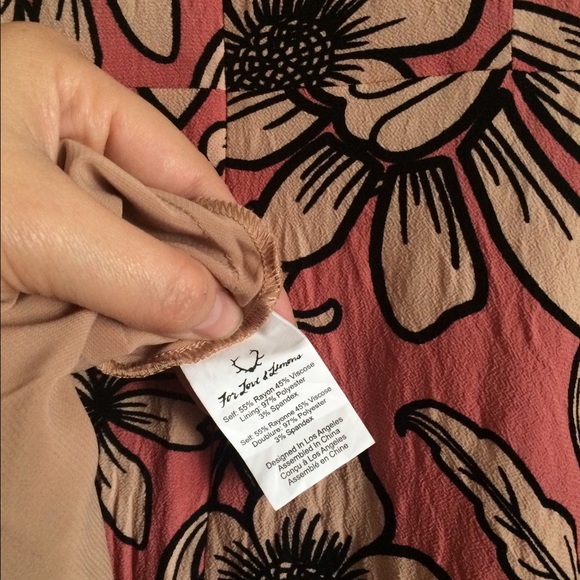 For Love & Lemons
Self: 55% Rayon 45% Viscose
Lining: 97% Polyester
3% Spandex
Self: 55% Rayonne 45% Viscose
Doublure: 97% Polyester
3% Spandex
Designed In Los Angeles
Assembled In China
Conçu à Los Angeles
Assemblé en Chine